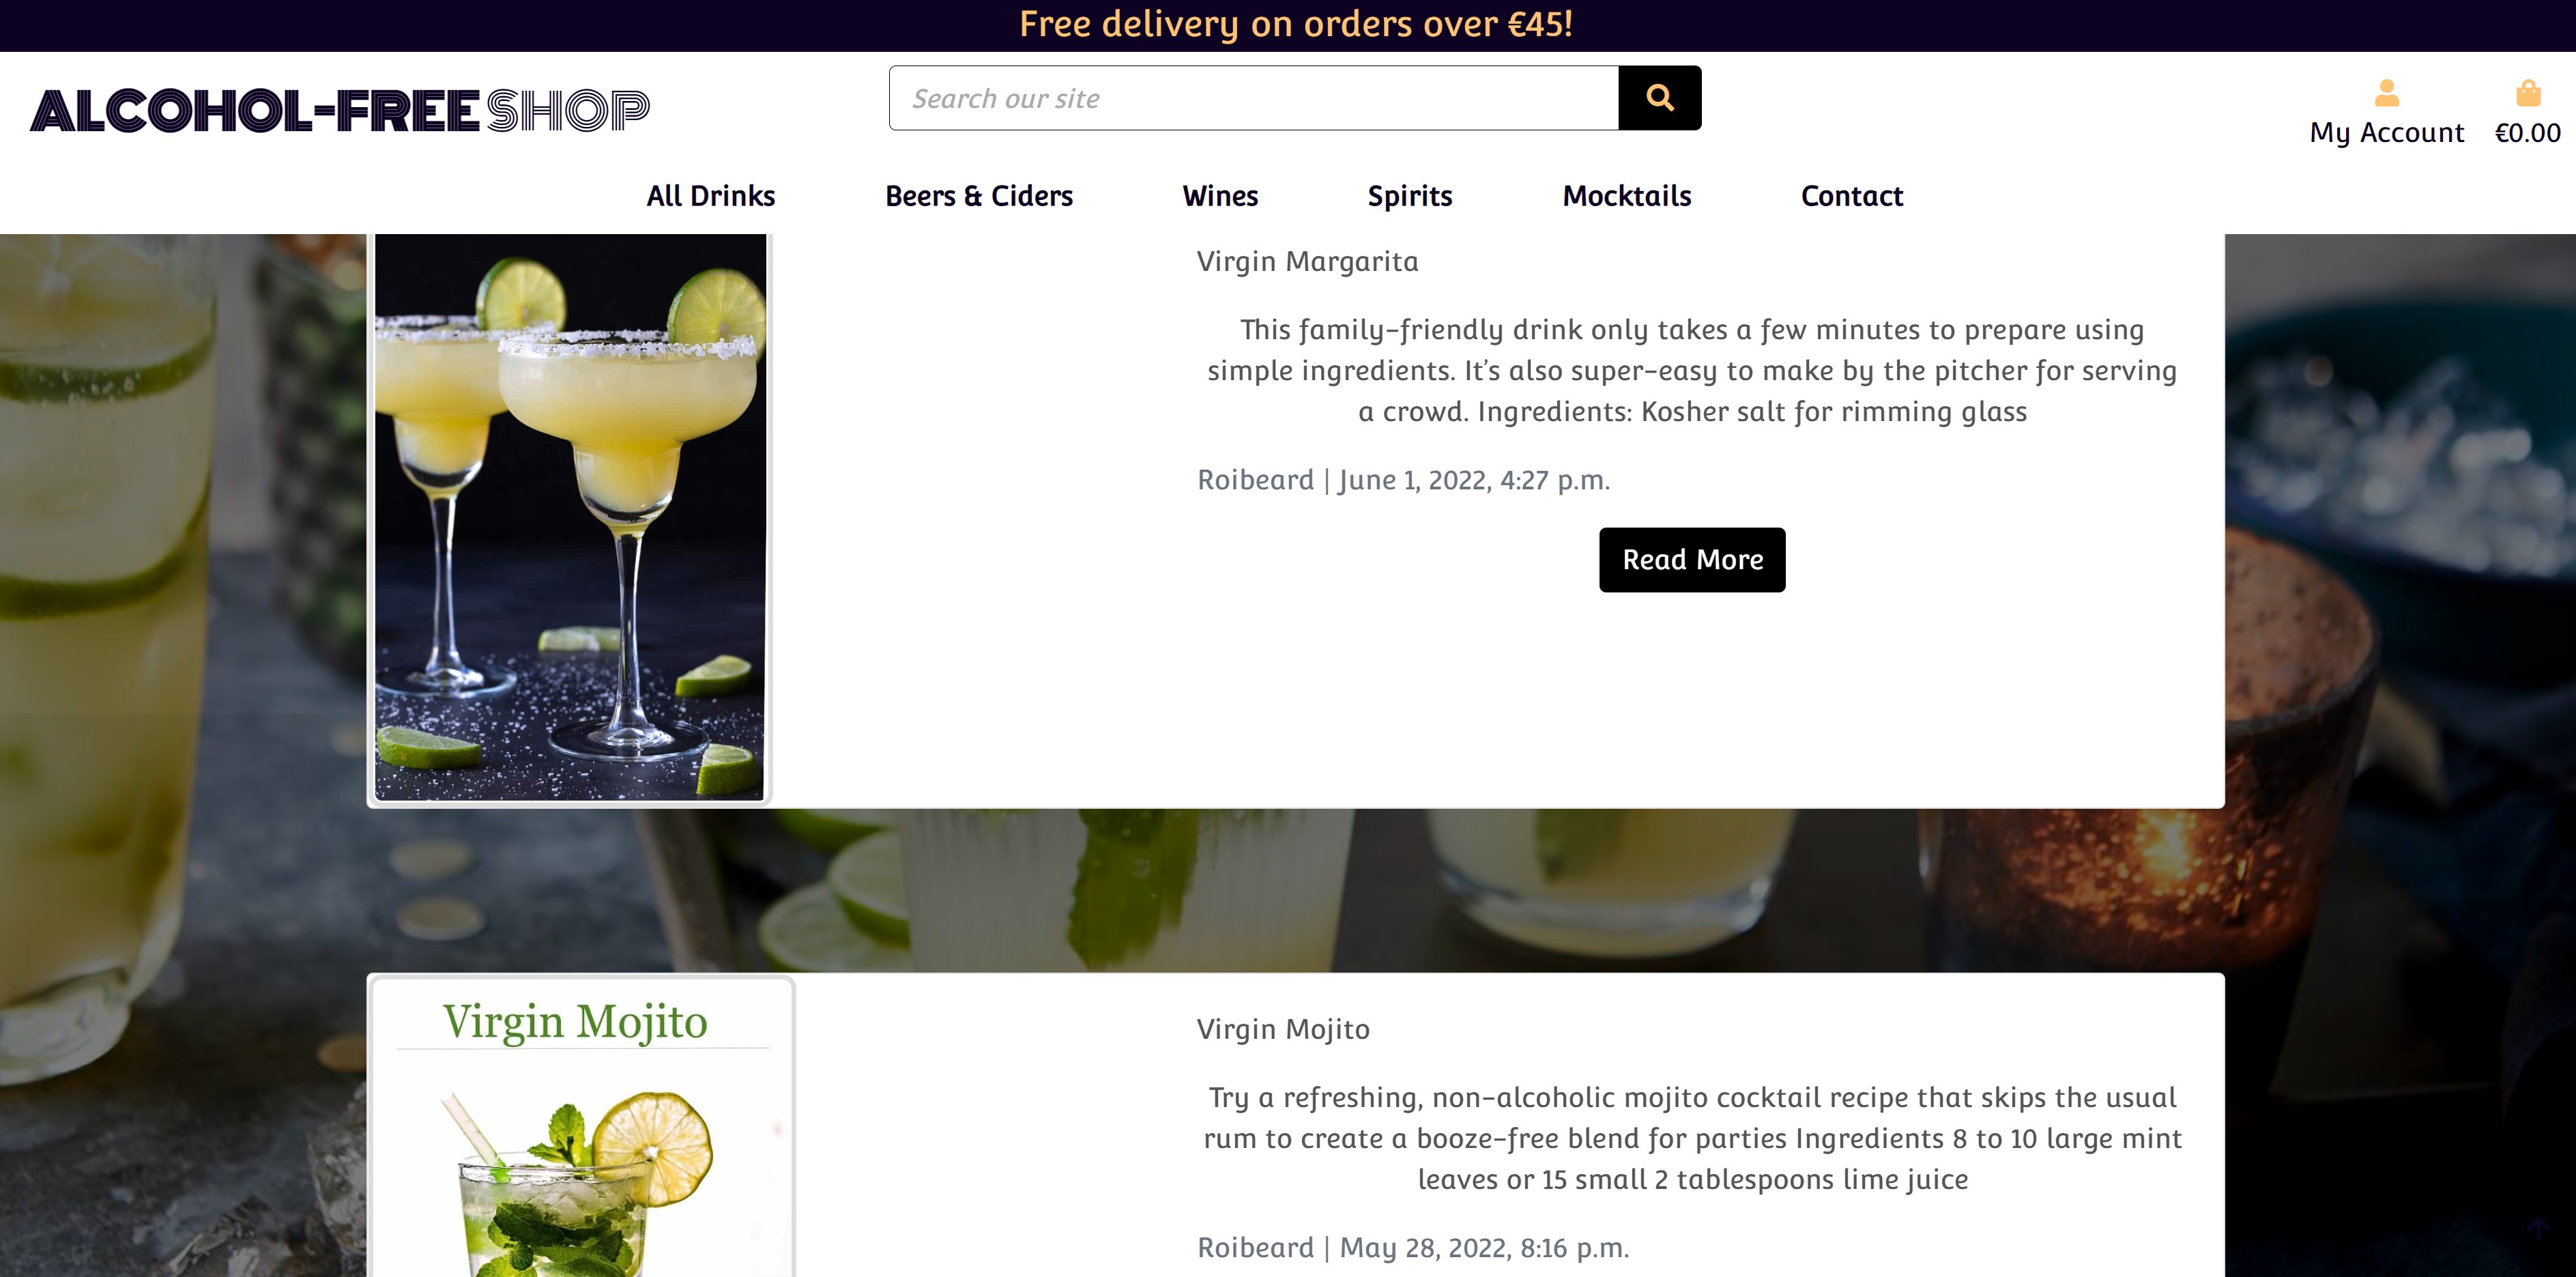 Free delivery on orders over €45!
ALCOHOL-FREE SHOP
Search our site
My Account
€0.00
All Drinks
Beers & Ciders
Wines
Spirits
Mocktails
Contact
Virgin Margarita
This family-friendly drink only takes a few minutes to prepare using
simple ingredients. It’s also super-easy to make by the pitcher for serving
a crowd. Ingredients: Kosher salt for rimming glass
Roibeard | June 1, 2022, 4:27 p.m.
Read More
Virgin Mojito
Virgin Mojito
Try a refreshing, non-alcoholic mojito cocktail recipe that skips the usual
rum to create a booze-free blend for parties Ingredients 8 to 10 large mint
leaves or 15 small 2 tablespoons lime juice
Roibeard | May 28, 2022, 8:16 p.m.